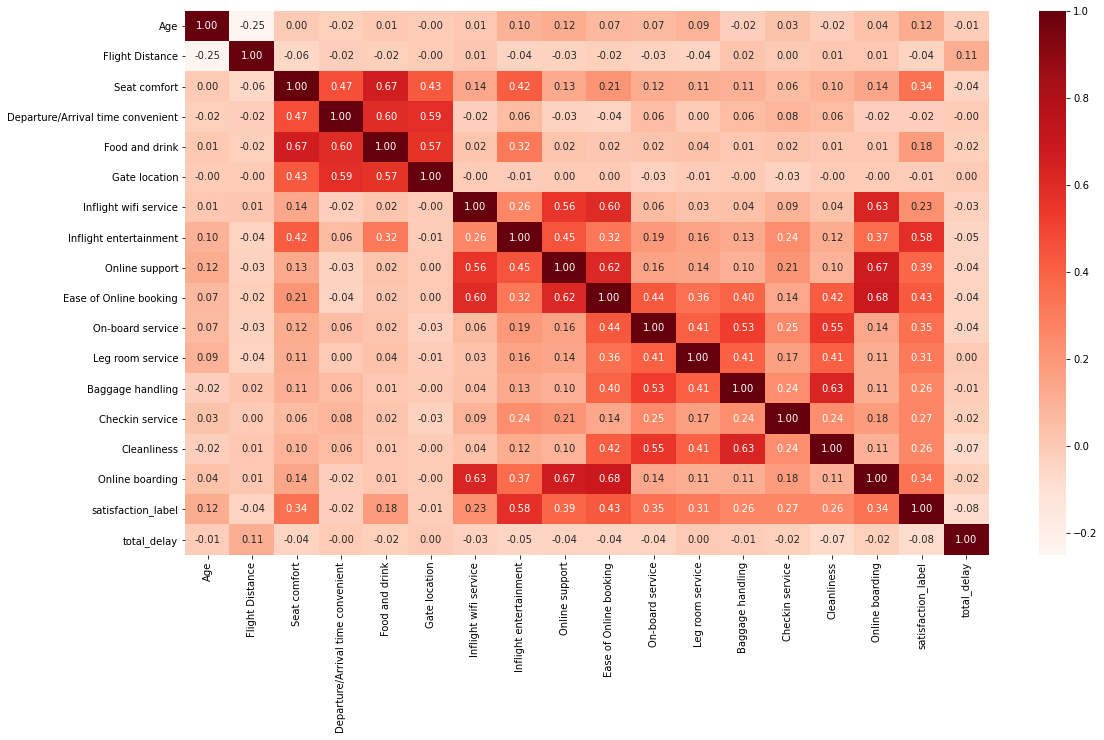 Age 1.00 -0.25 0.00 -0.02 0.01 -0.00 0.01 0.10 0.12 0.07 0.07 0.09 -0.02 0.03 -0.02 0.04 0.12 -0.01
Flight Distance -0.25 1.00 -0.06 -0.02 -0.02 -0.00 0.01 -0.04 -0.03 -0.02 -0.03 -0.04 0.02 0.00 0.01 0.01 -0.04 0.11
Seat comfort 0.00 -0.06 1.00 0.47 0.67 0.43 0.14 0.42 0.13 0.21 0.12 0.11 0.11 0.06 0.10 0.14 0.34 -0.04
Departure/Arrival time convenient -0.02 -0.02 0.47 1.00 0.60 0.59 -0.02 0.06 -0.03 -0.04 0.06 0.00 0.06 0.08 0.06 -0.02 -0.02 -0.00
Food and drink 0.01 -0.02 0.67 0.60 1.00 0.57 0.02 0.32 0.02 0.02 0.02 0.04 0.01 0.02 0.01 0.01 0.18 -0.02
Gate location -0.00 -0.00 0.43 0.59 0.57 1.00 -0.00 -0.01 0.00 0.00 -0.03 -0.01 -0.00 -0.03 -0.00 -0.00 -0.01 0.00
Inflight wifi service 0.01 0.01 0.14 -0.02 0.02 -0.00 1.00 0.26 0.56 0.60 0.06 0.03 0.04 0.09 0.04 0.63 0.23 -0.03
Inflight entertainment 0.10 -0.04 0.42 0.06 0.32 -0.01 0.26 1.00 0.45 0.32 0.19 0.16 0.13 0.24 0.12 0.37 0.58 -0.05
Online support 0.12 -0.03 0.13 -0.03 0.02 0.00 0.56 0.45 1.00 0.62 0.16 0.14 0.10 0.21 0.10 0.67 0.39 -0.04
Ease of Online booking 0.07 -0.02 0.21 -0.04 0.02 0.00 0.60 0.32 0.62 1.00 0.44 0.36 0.40 0.14 0.42 0.68 0.43 -0.04
On-board service 0.07 -0.03 0.12 0.06 0.02 -0.03 0.06 0.19 0.16 0.44 1.00 0.41 0.53 0.25 0.55 0.14 0.35 -0.04
Leg room service 0.09 -0.04 0.11 0.00 0.04 -0.01 0.03 0.16 0.14 0.36 0.41 1.00 0.41 0.17 0.41 0.11 0.31 0.00
Baggage handling -0.02 0.02 0.11 0.06 0.01 -0.00 0.04 0.13 0.10 0.40 0.53 0.41 1.00 0.24 0.63 0.11 0.26 -0.01
Checkin service 0.03 0.00 0.06 0.08 0.02 -0.03 0.09 0.24 0.21 0.14 0.25 0.17 0.24 1.00 0.24 0.18 0.27 -0.02
Cleanliness -0.02 0.01 0.10 0.06 0.01 -0.00 0.04 0.12 0.10 0.42 0.55 0.41 0.63 0.24 1.00 0.11 0.26 -0.07
Online boarding 0.04 0.01 0.14 -0.02 0.01 -0.00 0.63 0.37 0.67 0.68 0.14 0.11 0.11 0.18 0.11 1.00 0.34 -0.02
satisfaction_label 0.12 -0.04 0.34 -0.02 0.18 -0.01 0.23 0.58 0.39 0.43 0.35 0.31 0.26 0.27 0.26 0.34 1.00 -0.08
total_delay -0.01 0.11 -0.04 -0.00 -0.02 0.00 -0.03 -0.05 -0.04 -0.04 -0.04 0.00 -0.01 -0.02 -0.07 -0.02 -0.08 1.00
Age
Flight Distance
Seat comfort
Departure/Arrival time convenient
Food and drink
Gate location
Inflight wifi service
Inflight entertainment
Online support
Ease of Online booking
On-board service
Leg room service
Baggage handling
Checkin service
Cleanliness
Online boarding
satisfaction_label
total_delay
1.0
0.8
0.6
0.4
0.2
0.0
−0.2